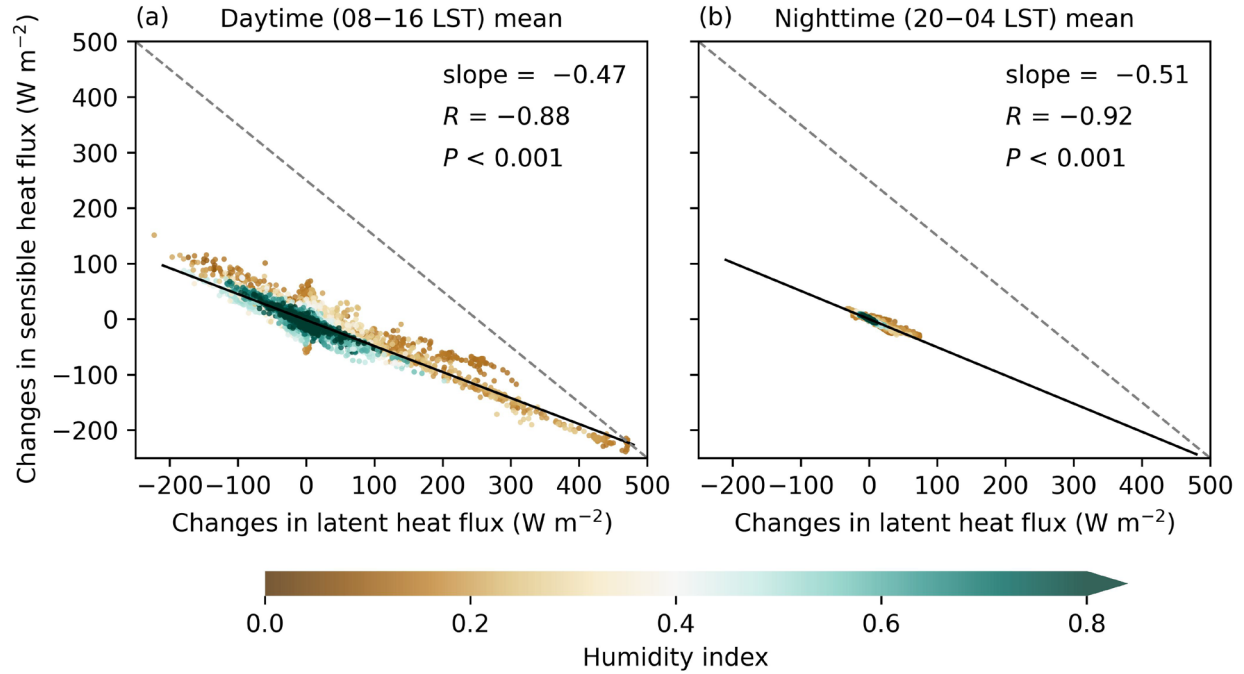 (a) Daytime (08−16 LST) mean
(b) Nighttime (20−04 LST) mean
Changes in sensible heat flux (W m⁻²)
500
400
300
200
100
0
−100
−200
slope = −0.47
R = −0.88
P < 0.001
slope = −0.51
R = −0.92
P < 0.001
−200 −100 0 100 200 300 400 500
−200 −100 0 100 200 300 400 500
Changes in latent heat flux (W m⁻²)
Changes in latent heat flux (W m⁻²)
0.0 0.2 0.4 0.6 0.8
Humidity index